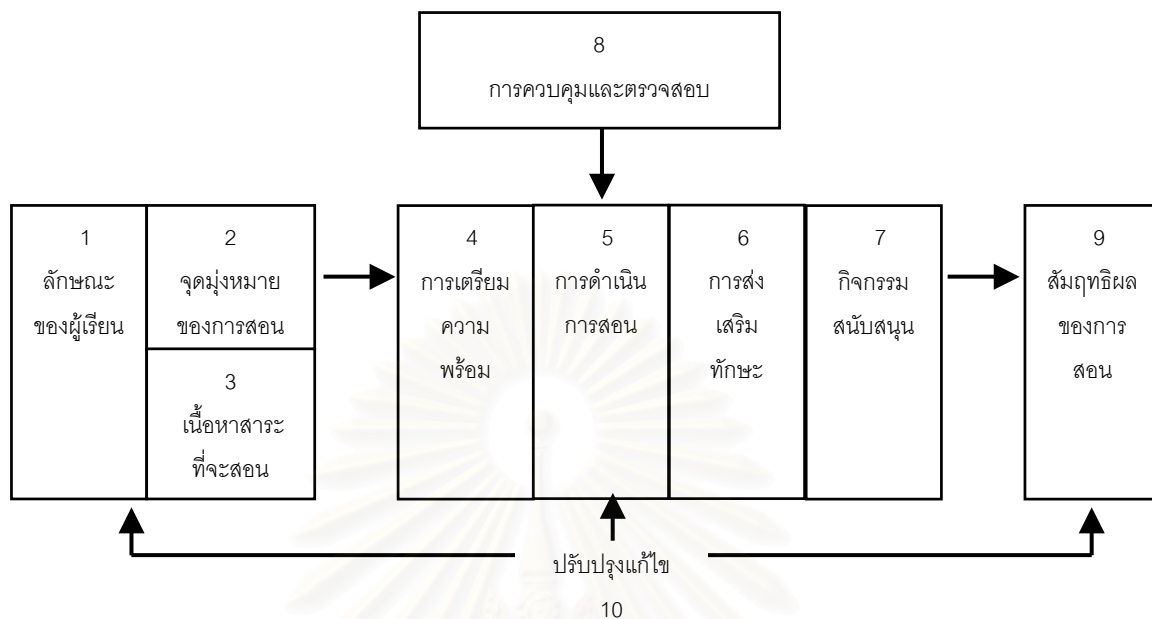 8
การควบคุมและตรวจสอบ
1
ลักษณะ
ของผู้เรียน
2
จุดมุ่งหมาย
ของการสอน
3
เนื้อหาสาระ
ที่จะสอน
4
การเตรียม
ความ
พร้อม
5
การดำเนิน
การสอน
6
การส่ง
เสริม
ทักษะ
7
กิจกรรม
สนับสนุน
9
สัมฤทธิผล
ของการ
สอน
ปรับปรุงแก้ไข
10